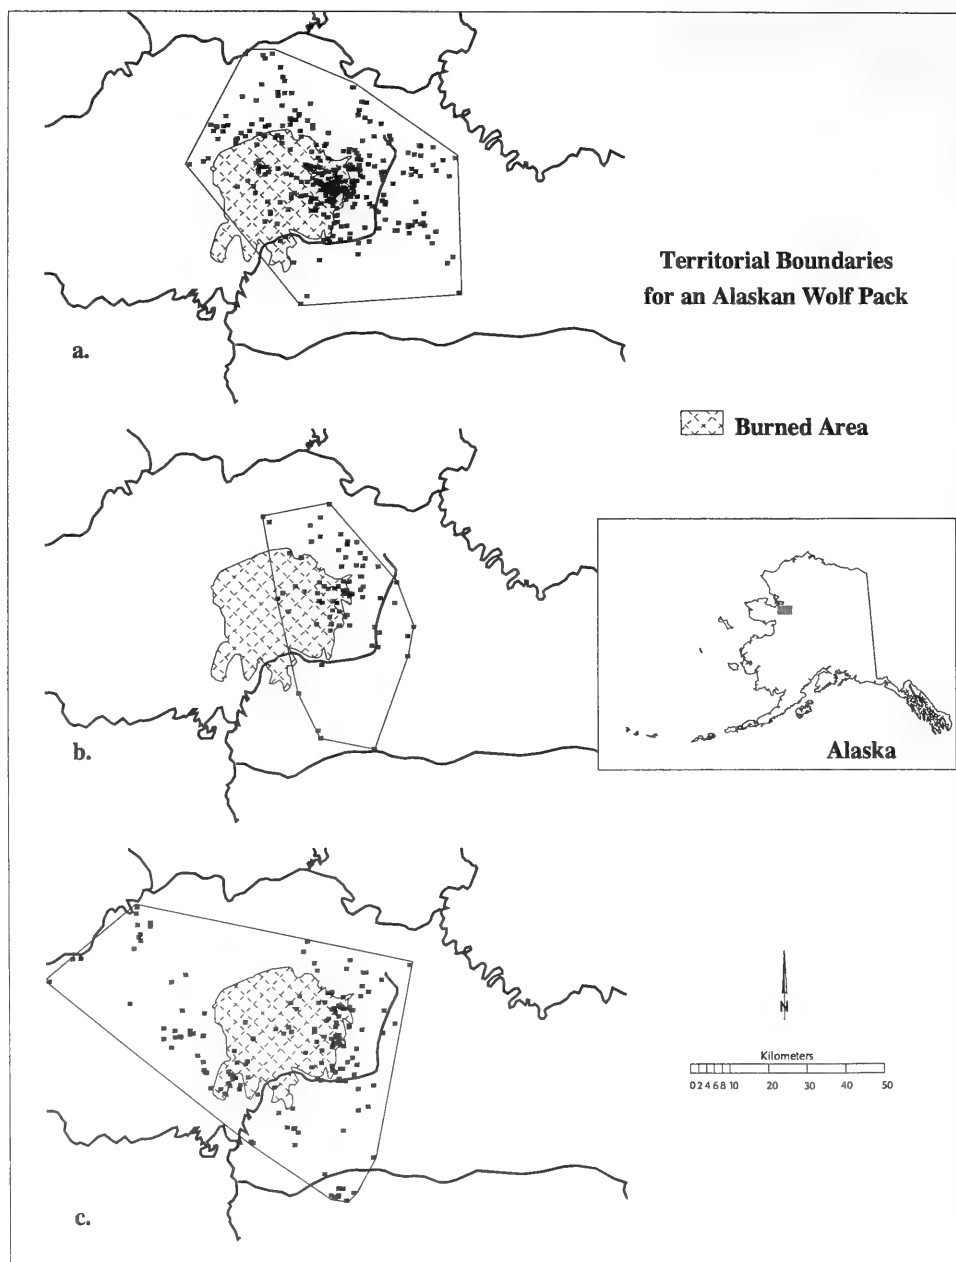 Territorial Boundaries
for an Alaskan Wolf Pack
a.
Burned Area
b.
Alaska
N
Kilometers
0 2 4 6 8 10 20 30 40 50
c.